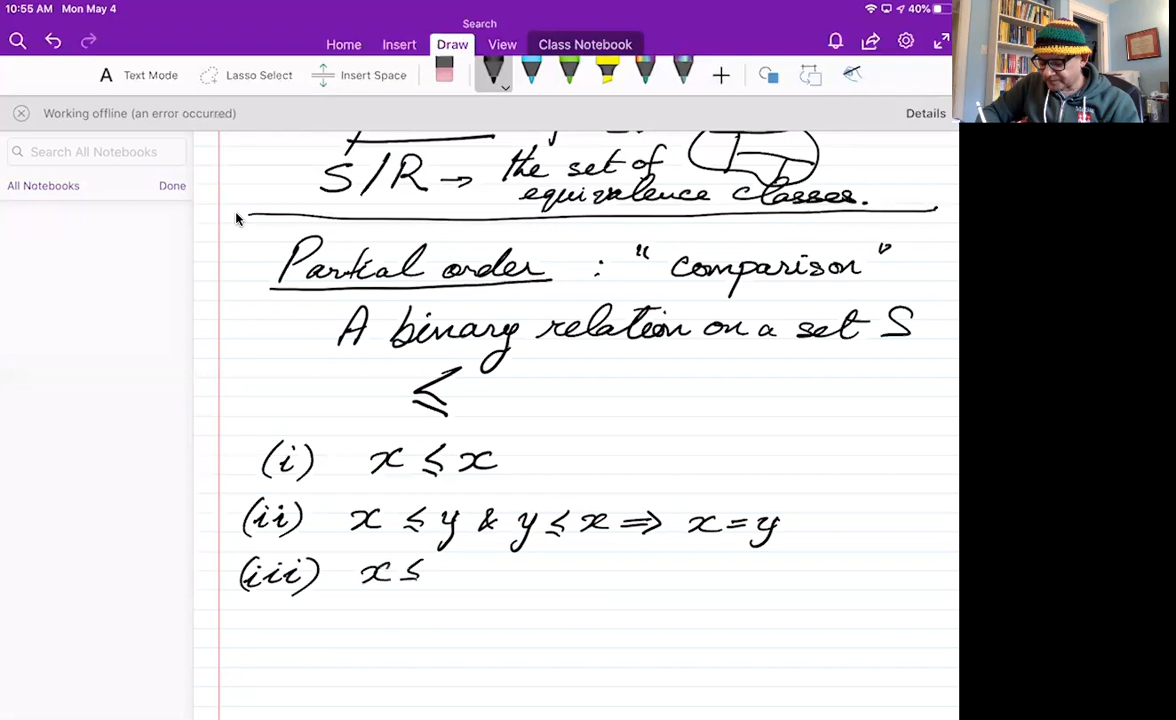 10:55 AM Mon May 4
40%
Search
Home Insert Draw View Class Notebook
Text Mode Lasso Select Insert Space
Working offline (an error occurred) Details
Search All Notebooks
All Notebooks Done
S/R → the set of
equivalence classes.
Partial order : "comparison"
A binary relation on a set S
≤
(i) x ≤ x
(ii) x ≤ y & y ≤ x ⇒ x = y
(iii) x ≤